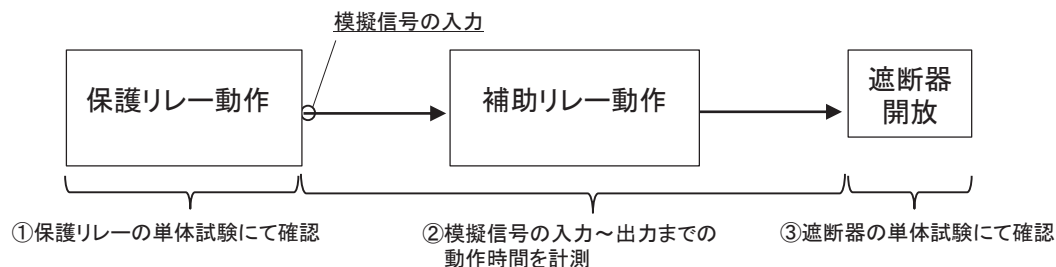 模擬信号の入力
保護リレー動作
補助リレー動作
遮断器
開放
①保護リレーの単体試験にて確認
②模擬信号の入力～出力までの
動作時間を計測
③遮断器の単体試験にて確認